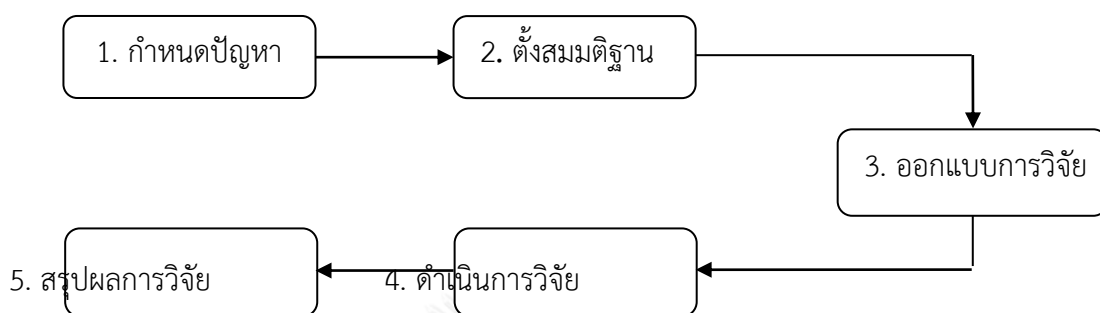 1. กำหนดปัญหา
2. ตั้งสมมติฐาน
3. ออกแบบการวิจัย
4. ดำเนินการวิจัย
5. สรุปผลการวิจัย